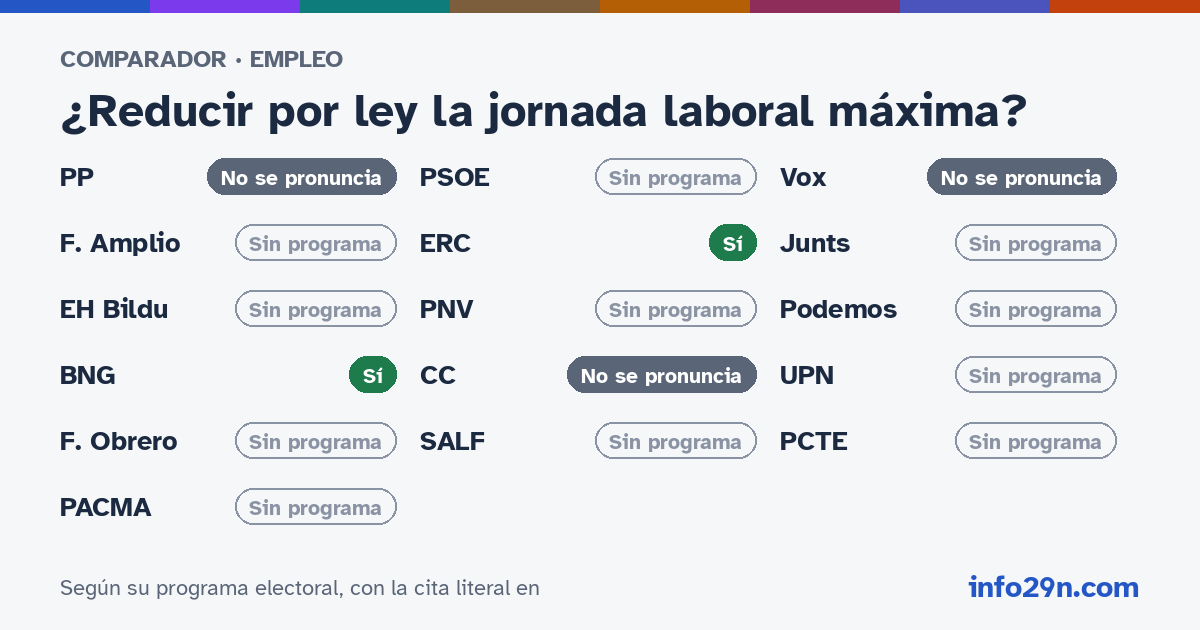 COMPARADOR · EMPLEO
¿Reducir por ley la jornada laboral máxima?
PP No se pronuncia PSOE Sin programa Vox No se pronuncia
F. Amplio Sin programa ERC Sí Junts Sin programa
EH Bildu Sin programa PNV Sin programa Podemos Sin programa
BNG Sí CC No se pronuncia UPN Sin programa
F. Obrero Sin programa SALF Sin programa PCTE Sin programa
PACMA Sin programa
Según su programa electoral, con la cita literal en info29n.com